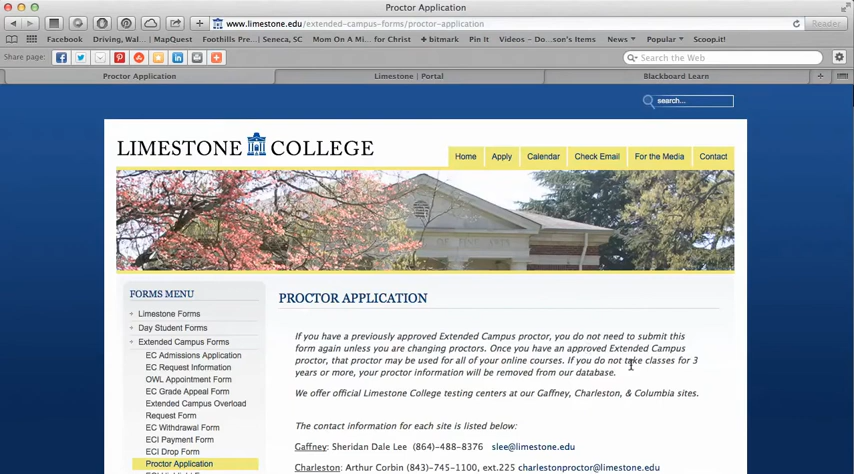 Proctor Application
www.limestone.edu/extended-campus-forms/proctor-application
Reader
Facebook Driving, Wal...| MapQuest Foothills Pre...| Seneca, SC Mom On A Mi... for Christ bitmark Pin It Videos - Do...son's Items News Popular Scoop.it!
Share page: Search the Web
Proctor Application Limestone | Portal Blackboard Learn
search...
LIMESTONE COLLEGE
Home Apply Calendar Check Email For the Media Contact
FORMS MENU
Limestone Forms
Day Student Forms
Extended Campus Forms
EC Admissions Application
EC Request Information
OWL Appointment Form
EC Grade Appeal Form
Extended Campus Overload
Request Form
EC Withdrawal Form
ECI Payment Form
ECI Drop Form
Proctor Application
PROCTOR APPLICATION
If you have a previously approved Extended Campus proctor, you do not need to submit this
form again unless you are changing proctors. Once you have an approved Extended Campus
proctor, that proctor may be used for all of your online courses. If you do not take classes for 3
years or more, your proctor information will be removed from our database.
We offer official Limestone College testing centers at our Gaffney, Charleston, & Columbia sites.
The contact information for each site is listed below:
Gaffney: Sheridan Dale Lee (864)-488-8376 slee@limestone.edu
Charleston: Arthur Corbin (843)-745-1100, ext.225 charlestonproctor@limestone.edu